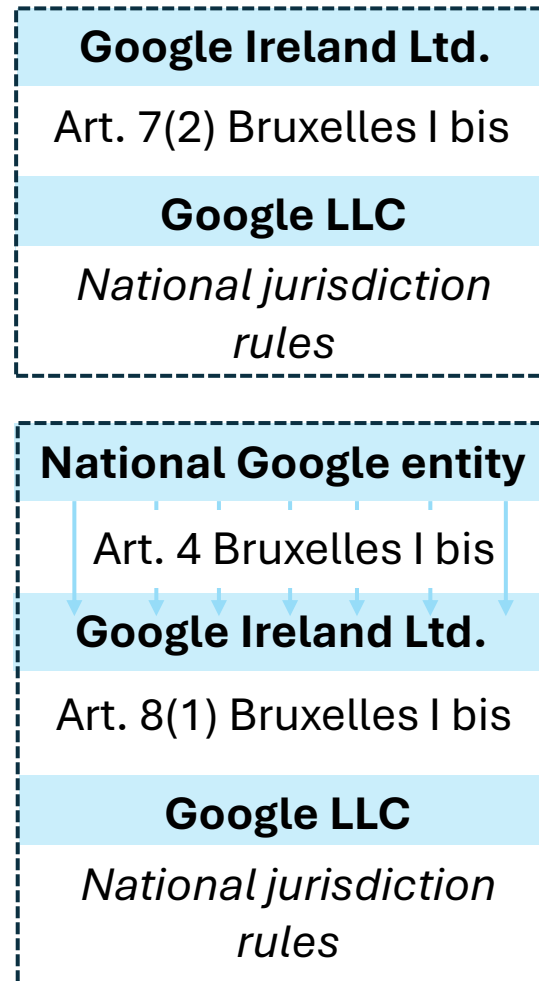 Google Ireland Ltd.
Art. 7(2) Bruxelles I bis
Google LLC
National jurisdiction
rules
National Google entity
Art. 4 Bruxelles I bis
Google Ireland Ltd.
Art. 8(1) Bruxelles I bis
Google LLC
National jurisdiction
rules